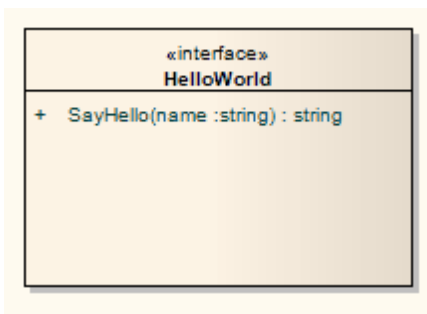 «interface»
HelloWorld
+ SayHello(name :string) : string